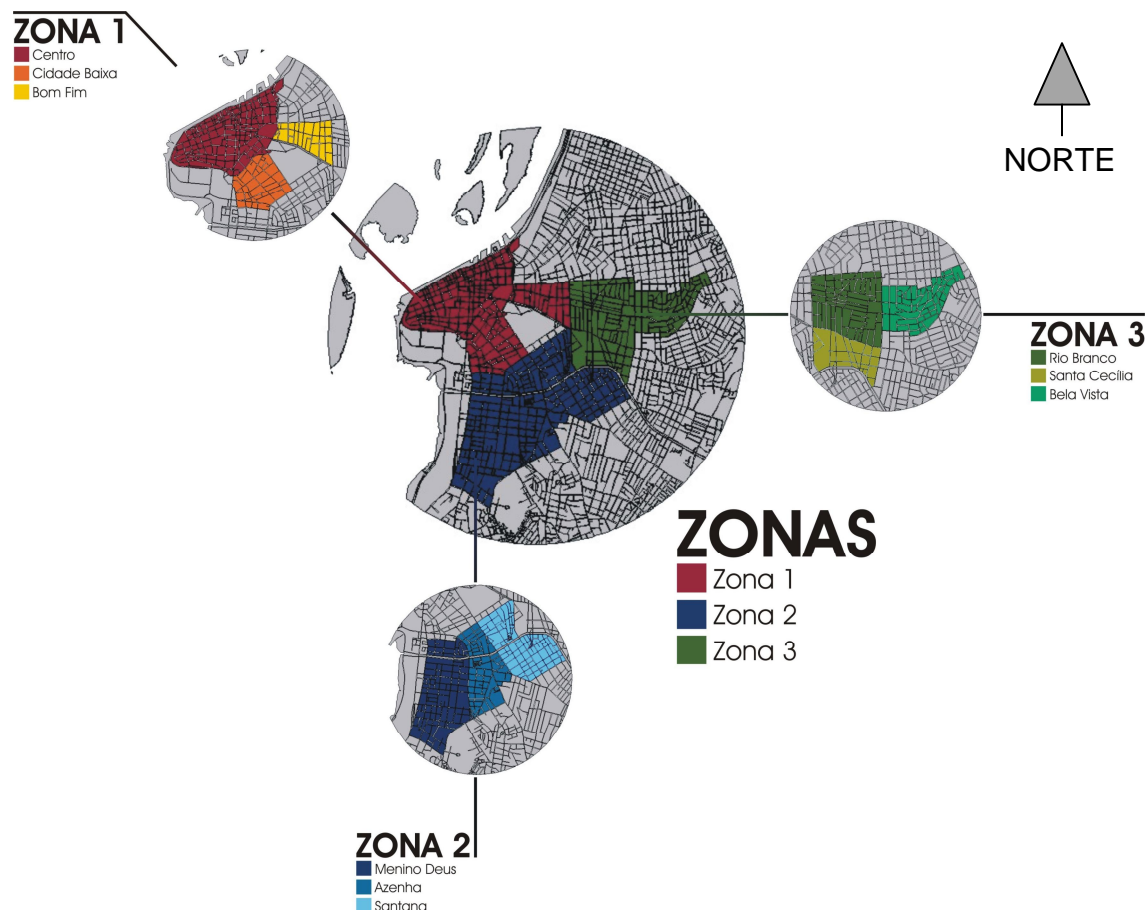 ZONA 1
Centro
Cidade Baixa
Bom Fim
NORTE
ZONA 3
Rio Branco
Santa Cecília
Bela Vista
ZONAS
Zona 1
Zona 2
Zona 3
ZONA 2
Menino Deus
Azenha
Santana